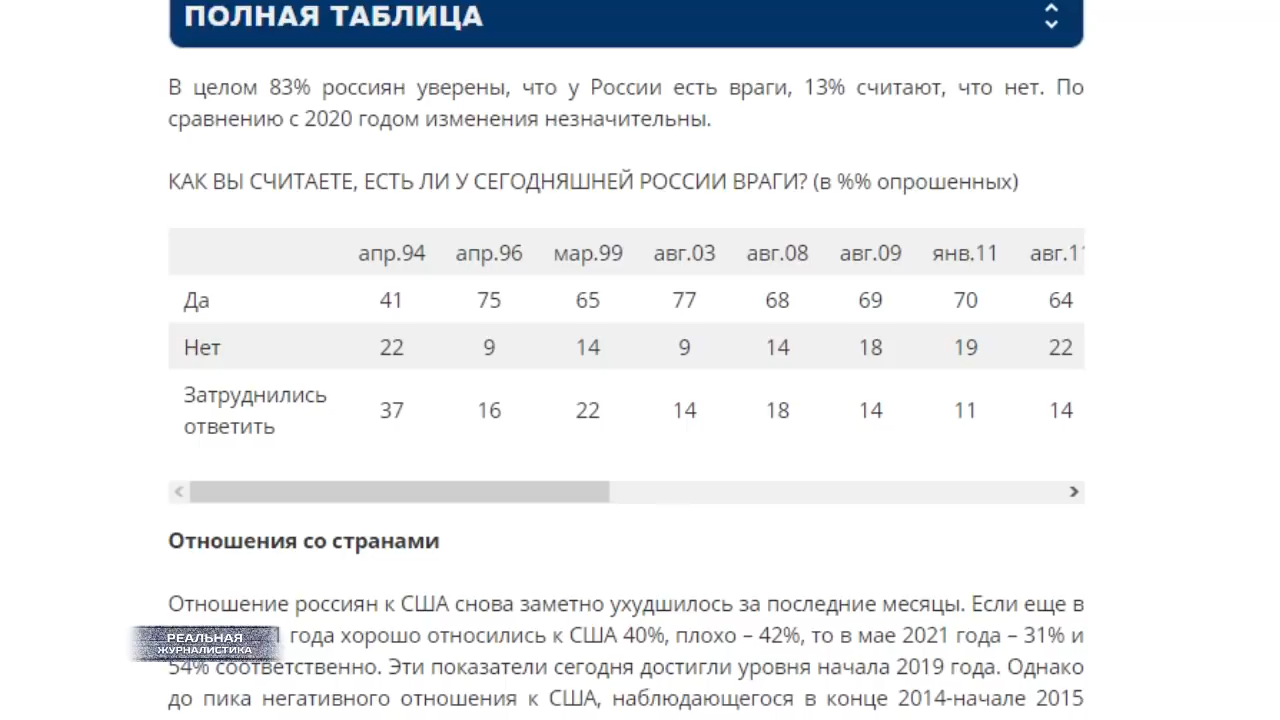 ПОЛНАЯ ТАБЛИЦА
В целом 83% россиян уверены, что у России есть враги, 13% считают, что нет. По
сравнению с 2020 годом изменения незначительны.
КАК ВЫ СЧИТАЕТЕ, ЕСТЬ ЛИ У СЕГОДНЯШНЕЙ РОССИИ ВРАГИ? (в %% опрошенных)
апр.94 апр.96 мар.99 авг.03 авг.08 авг.09 янв.11 авг.11
Да 41 75 65 77 68 69 70 64
Нет 22 9 14 9 14 18 19 22
Затруднились
ответить 37 16 22 14 18 14 11 14
Отношения со странами
Отношение россиян к США снова заметно ухудшилось за последние месяцы. Если еще в
года хорошо относились к США 40%, плохо – 42%, то в мае 2021 года – 31% и
54% соответственно. Эти показатели сегодня достигли уровня начала 2019 года. Однако
до пика негативного отношения к США, наблюдающегося в конце 2014-начале 2015
РЕАЛЬНАЯ
ЖУРНАЛИСТИКА